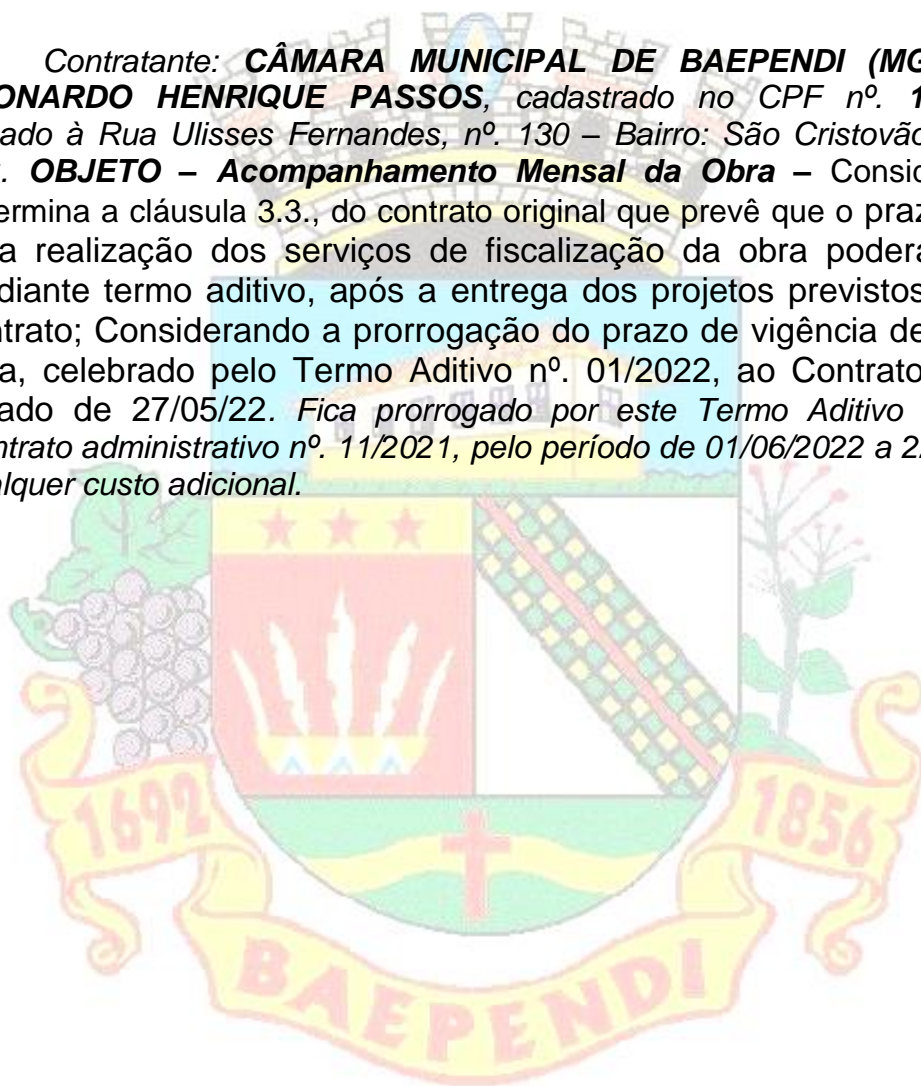 Contratante: CÂMARA MUNICIPAL DE BAEPENDI (MG
ONARDO HENRIQUE PASSOS, cadastrado no CPF nº. 1
ado à Rua Ulisses Fernandes, nº. 130 – Bairro: São Cristovão
. OBJETO – Acompanhamento Mensal da Obra – Consid
ermina a cláusula 3.3., do contrato original que prevê que o praz
a realização dos serviços de fiscalização da obra poderá
diante termo aditivo, após a entrega dos projetos previstos
ntrato; Considerando a prorrogação do prazo de vigência de
a, celebrado pelo Termo Aditivo nº. 01/2022, ao Contrato
ado de 27/05/22. Fica prorrogado por este Termo Aditivo
ntrato administrativo nº. 11/2021, pelo período de 01/06/2022 a 2
alquer custo adicional.
1692
1856
BAEPENDI